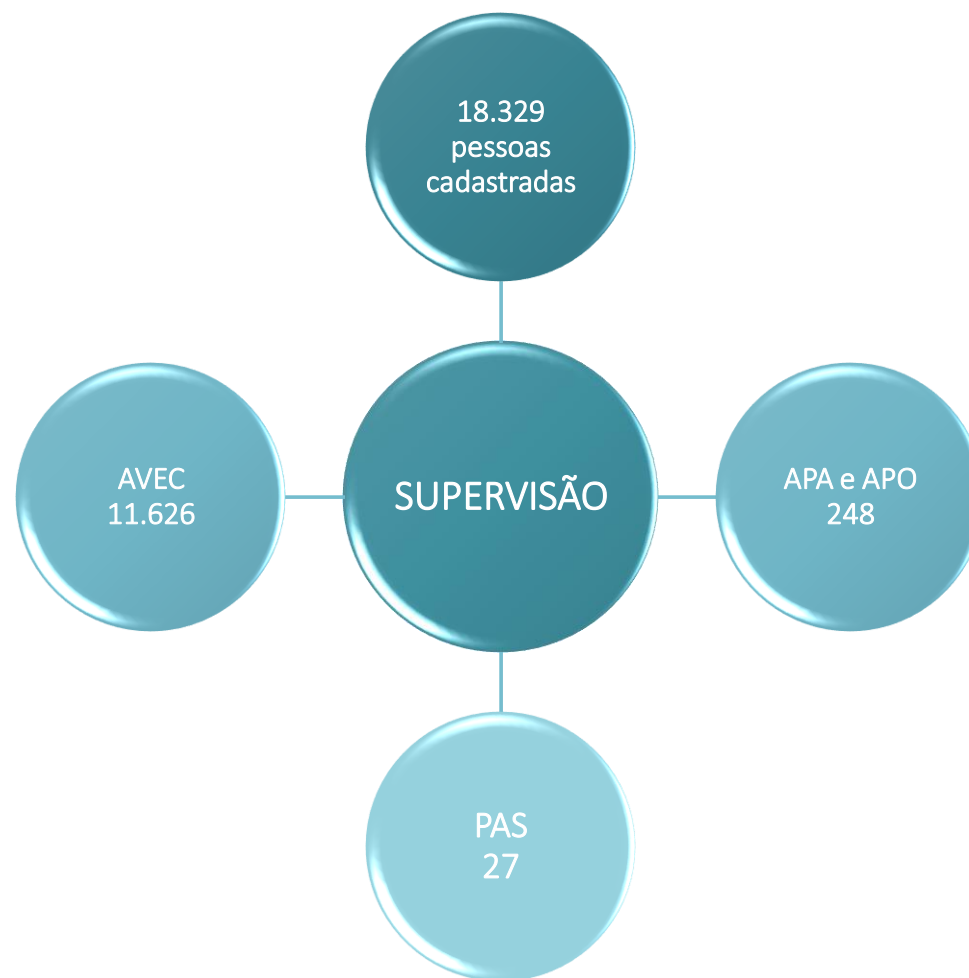 18.329
pessoas
cadastradas
AVEC
11.626
SUPERVISÃO
APA e APO
248
PAS
27